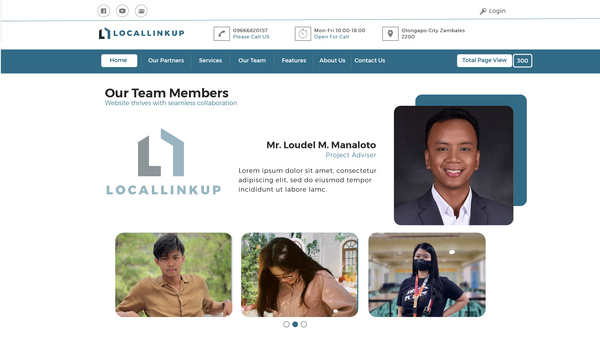 Login
LOCALLINKUP
09666820157
Please Call US
Mon-Fri 10:00-18:00
Open For Call
Olongapo City Zambales
2200
Home
Our Partners
Services
Our Team
Features
About Us
Contact Us
Total Page View
300
Our Team Members
Website thrives with seamless collaboration
LOCALLINKUP
Mr. Loudel M. Manaloto
Project Adviser
Lorem ipsum dolor sit amet, consectetur
adipiscing elit, sed do eiusmod tempor
incididunt ut labore lamc.